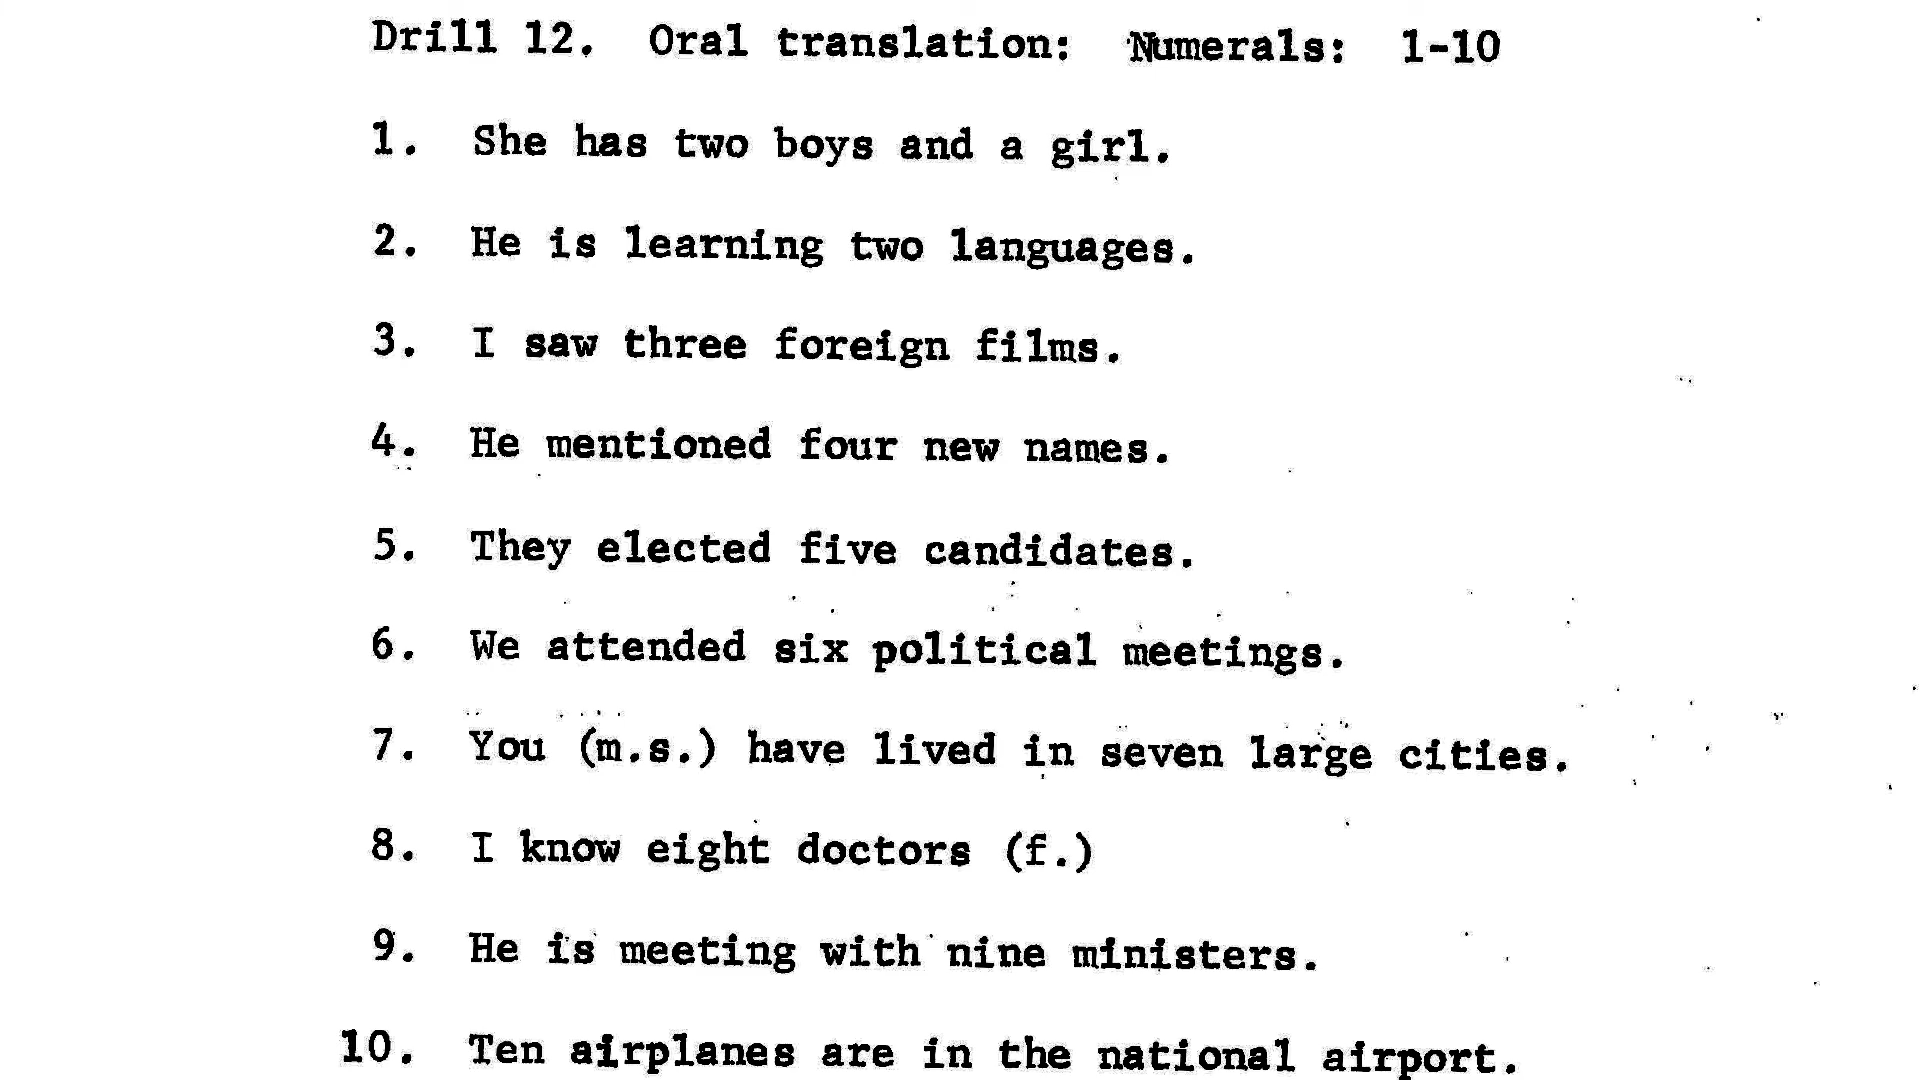 Drill 12. Oral translation: Numerals: 1-10
1. She has two boys and a girl.
2. He is learning two languages.
3. I saw three foreign films.
4. He mentioned four new names.
5. They elected five candidates.
6. We attended six political meetings.
7. You (m.s.) have lived in seven large cities.
8. I know eight doctors (f.)
9. He is meeting with nine ministers.
10. Ten airplanes are in the national airport.